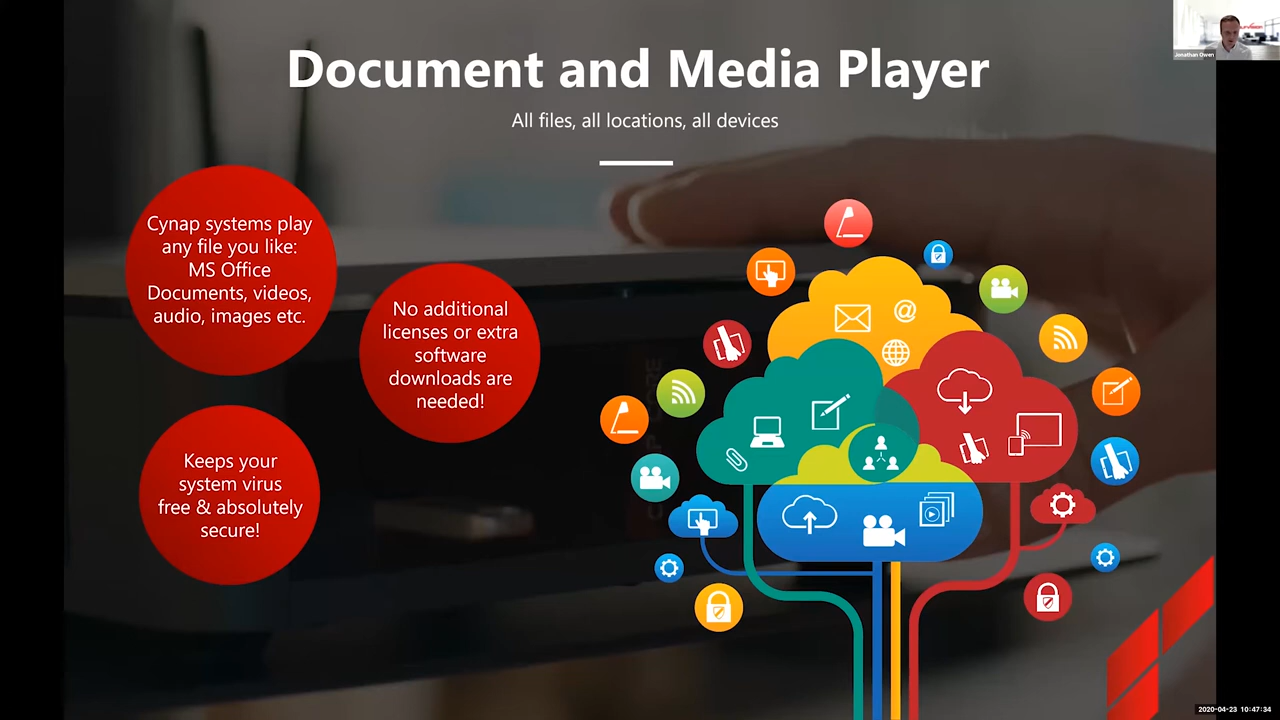 Document and Media Player
All files, all locations, all devices
Cynap systems play
any file you like:
MS Office
Documents, videos,
audio, images etc.
No additional
licenses or extra
software
downloads are
needed!
Keeps your
system virus
free & absolutely
secure!
@
Jonathan Owen
2020-04-23 10:47:34